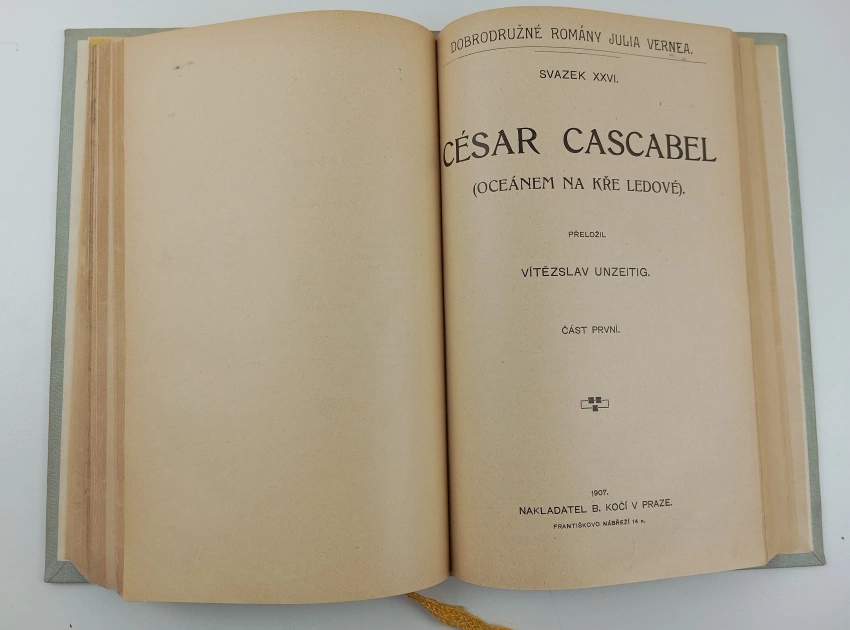 DOBRODRUŽNÉ ROMÁNY JULIA VERNEA.
SVAZEK XXVI.
CÉSAR CASCABEL
(OCEÁNEM NA KŘE LEDOVÉ).
PŘELOŽIL
VÍTĚZSLAV UNZEITIG.
ČÁST PRVNÍ.
1907.
NAKLADATEL B. KOČÍ V PRAZE.
FRANTIŠKOVO NÁBŘEŽÍ 14 n.